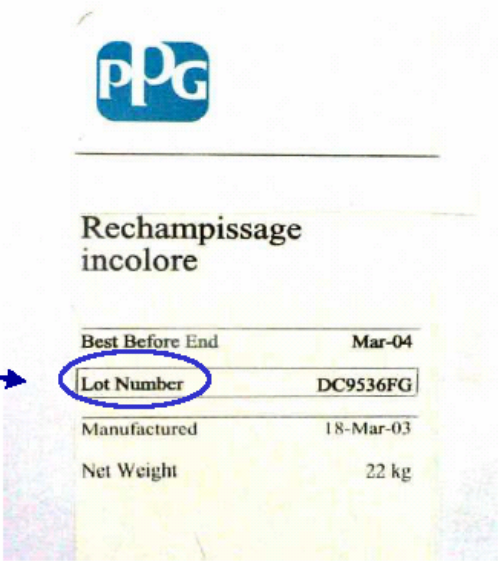 PPG
Rechampissage
incolore
Best Before End Mar-04
Lot Number DC9536FG
Manufactured 18-Mar-03
Net Weight 22 kg